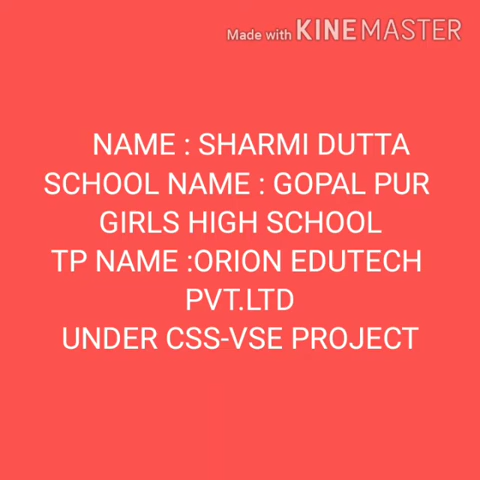 Made with KINEMASTER
NAME : SHARMI DUTTA
SCHOOL NAME : GOPAL PUR
GIRLS HIGH SCHOOL
TP NAME :ORION EDUTECH
PVT.LTD
UNDER CSS-VSE PROJECT